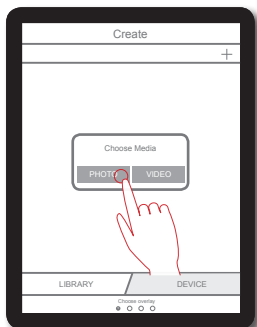 Create
+
Choose Media
PHOTO VIDEO
LIBRARY DEVICE
Choose overlay